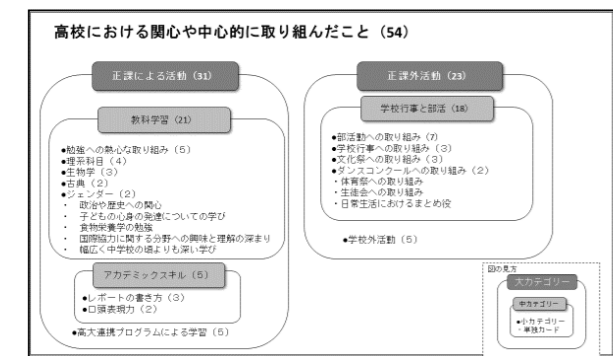 高校における関心や中心的に取り組んだこと（54）
正課による活動（31）
教科学習（21）
●勉強への熱心な取り組み（5）
●理系科目（4）
●生物学（3）
●古典（2）
●ジェンダー（2）
・ 政治や歴史への関心
・ 子どもの心身の発達についての学び
・ 食物栄養学の勉強
・ 国際協力に関する分野への興味と理解の深まり
・ 幅広く中学校の頃よりも深い学び
アカデミックスキル（5）
●レポートの書き方（3）
●口頭表現力（2）
●高大連携プログラムによる学習（5）
正課外活動（23）
学校行事と部活（18）
●部活動への取り組み（7）
●学校行事への取り組み（3）
●文化祭への取り組み（3）
●ダンスコンクールへの取り組み（2）
・体育祭への取り組み
・生徒会への取り組み
・日常生活におけるまとめ役
●学校外活動（5）
図の見方
大カテゴリー
中カテゴリー
●小カテゴリー
・単独カード